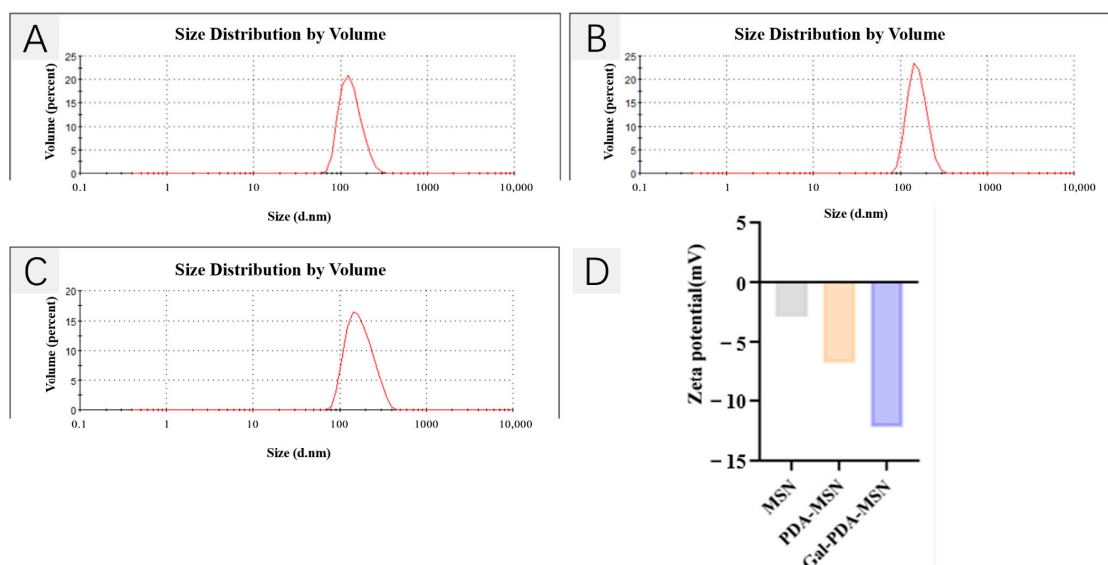 A
Size Distribution by Volume
Volume (percent)
25
20
15
10
5
0
0.1 1 10 100 1000 10,000
Size (d.nm)
B
Size Distribution by Volume
Volume (percent)
25
20
15
10
5
0
0.1 1 10 100 1000 10,000
Size (d.nm)
C
Size Distribution by Volume
Volume (percent)
20
15
10
5
0
0.1 1 10 100 1000 10,000
Size (d.nm)
D
Zeta potential(mV)
5
0
−5
−10
−15
MSN
PDA-MSN
Gal-PDA-MSN